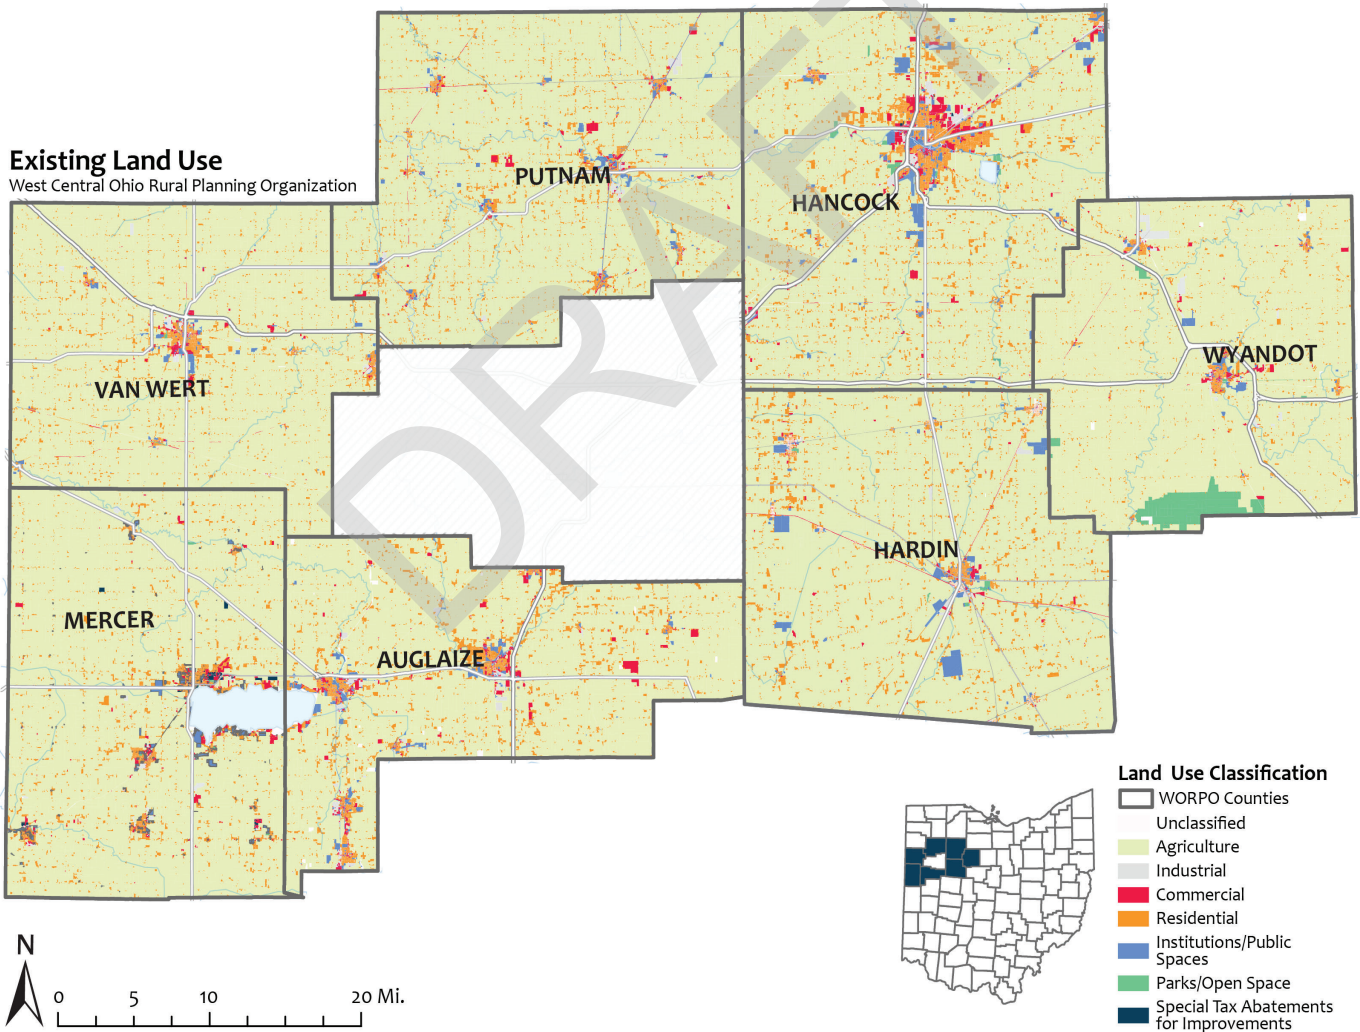 Existing Land Use
West Central Ohio Rural Planning Organization
DRAFT
PUTNAM
HANCOCK
VAN WERT
WYANDOT
HARDIN
MERCER
AUGLAIZE
Land Use Classification
WORPO Counties
Unclassified
Agriculture
Industrial
Commercial
Residential
Institutions/Public
Spaces
Parks/Open Space
Special Tax Abatements
for Improvements
N
0 5 10 20 Mi.